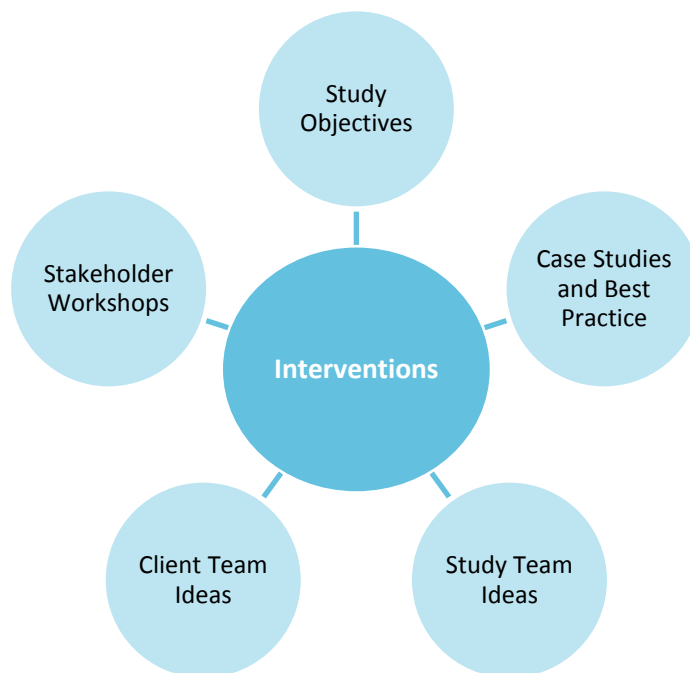 Study
Objectives
Stakeholder
Workshops
Case Studies
and Best
Practice
Interventions
Client Team
Ideas
Study Team
Ideas